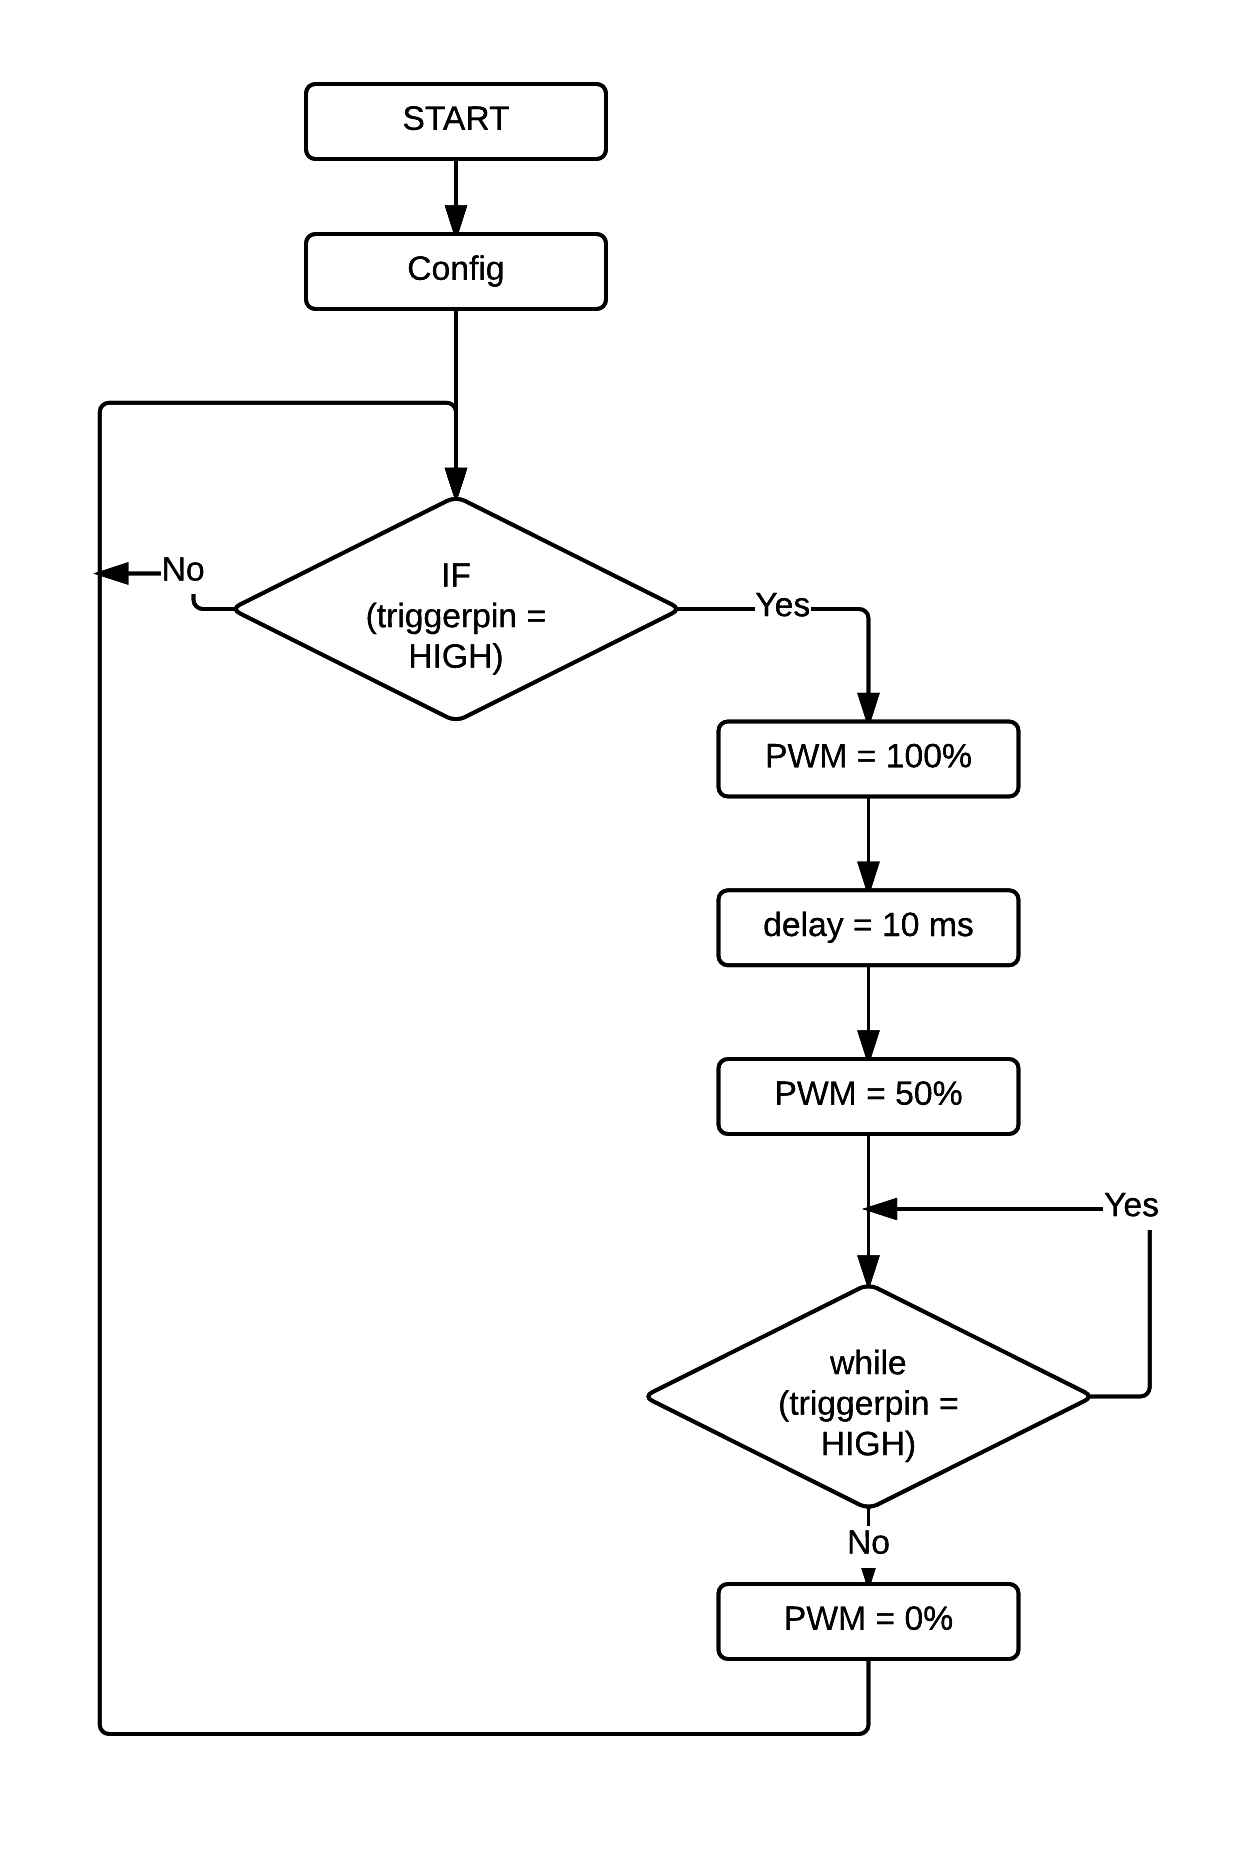 START
Config
No
IF
(triggerpin =
HIGH)
Yes
PWM = 100%
delay = 10 ms
PWM = 50%
Yes
while
(triggerpin =
HIGH)
No
PWM = 0%